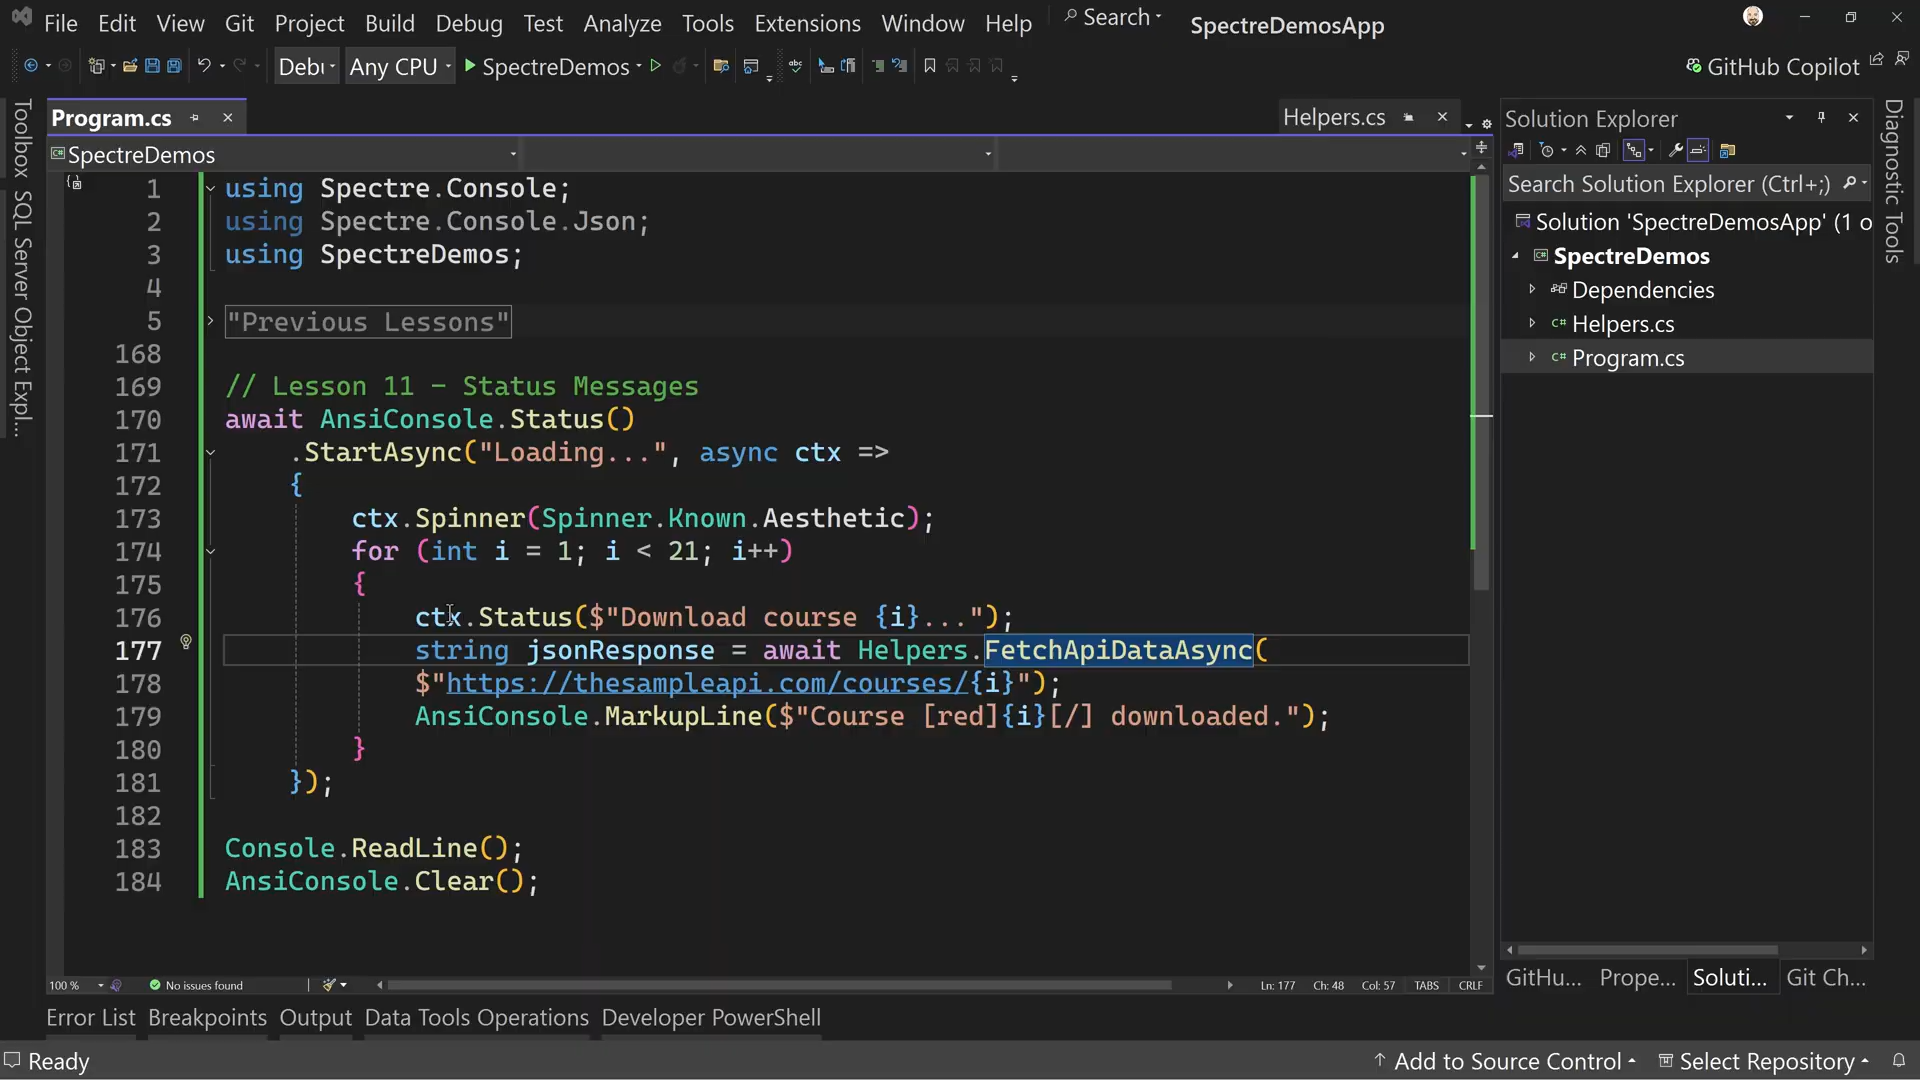 File Edit View Git Project Build Debug Test Analyze Tools Extensions Window Help Search SpectreDemosApp
Debu Any CPU SpectreDemos GitHub Copilot
Toolbox
SQL Server Object Expl...
Program.cs Helpers.cs
SpectreDemos
1 using Spectre.Console;
2 using Spectre.Console.Json;
3 using SpectreDemos;
4
5 "Previous Lessons"
168
169 // Lesson 11 - Status Messages
170 await AnsiConsole.Status()
171 .StartAsync("Loading...", async ctx =>
172 {
173 ctx.Spinner(Spinner.Known.Aesthetic);
174 for (int i = 1; i < 21; i++)
175 {
176 ctx.Status($"Download course {i}...");
177 string jsonResponse = await Helpers.FetchApiDataAsync(
178 $"https://thesampleapi.com/courses/{i}");
179 AnsiConsole.MarkupLine($"Course [red]{i}[/] downloaded.");
180 }
181 });
182
183 Console.ReadLine();
184 AnsiConsole.Clear();
100 % No issues found Ln: 177 Ch: 48 Col: 57 TABS CRLF
Solution Explorer
Search Solution Explorer (Ctrl+;)
Solution 'SpectreDemosApp' (1 o
SpectreDemos
Dependencies
Helpers.cs
Program.cs
GitHu... Prope... Soluti... Git Ch...
Diagnostic Tools
Error List Breakpoints Output Data Tools Operations Developer PowerShell
Ready Add to Source Control Select Repository